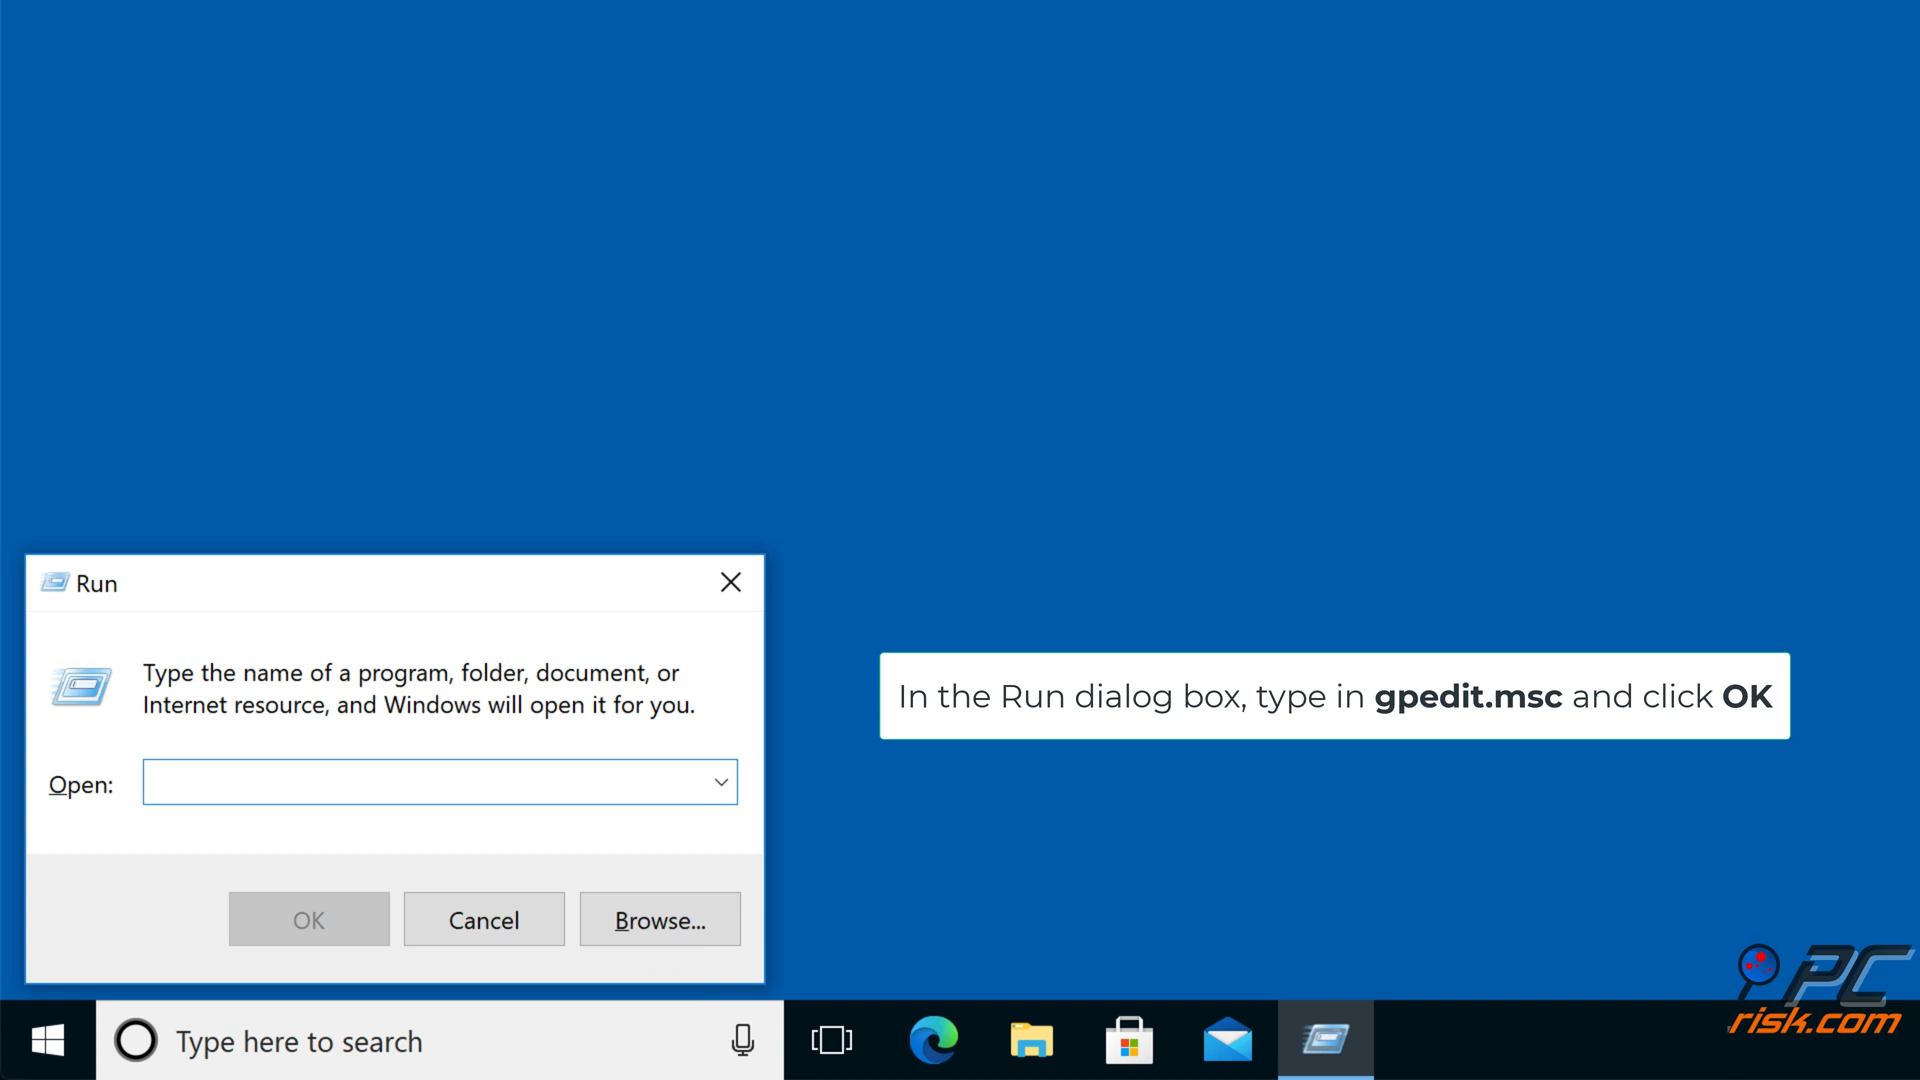 Run
Type the name of a program, folder, document, or
Internet resource, and Windows will open it for you.
Open:
OK
Cancel
Browse...
In the Run dialog box, type in gpedit.msc and click OK
Type here to search
PC
risk.com